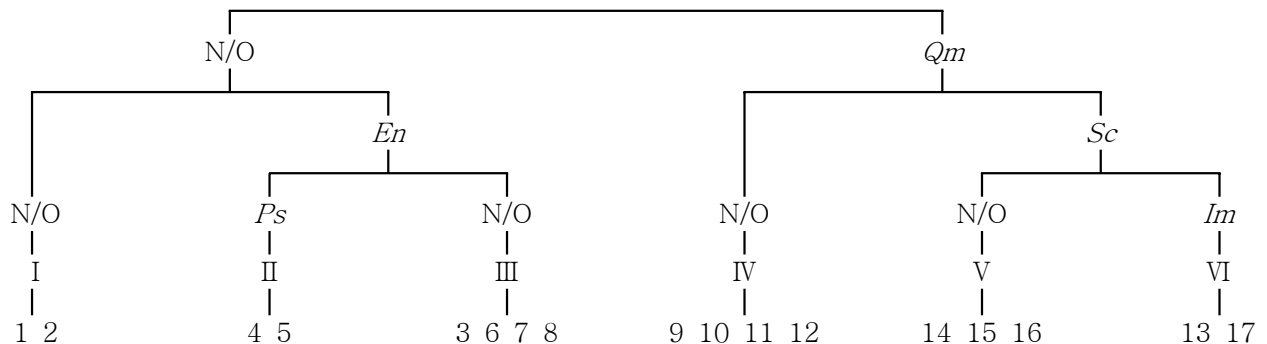 N/O Qm
En Sc
N/O Ps N/O N/O N/O Im
Ⅰ Ⅱ Ⅲ Ⅳ Ⅴ Ⅵ
1 2 4 5 3 6 7 8 9 10 11 12 14 15 16 13 17